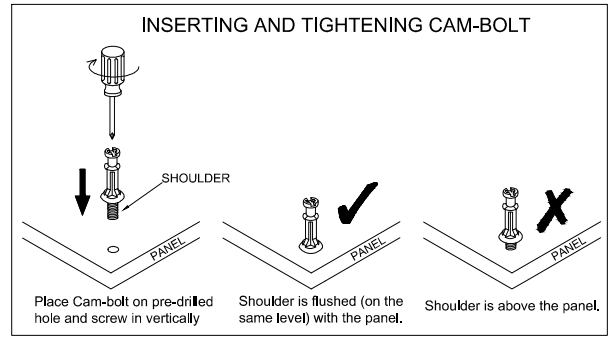 INSERTING AND TIGHTENING CAM-BOLT
SHOULDER
PANEL
PANEL
PANEL
Place Cam-bolt on pre-drilled
hole and screw in vertically
Shoulder is flushed (on the
same level) with the panel.
Shoulder is above the panel.